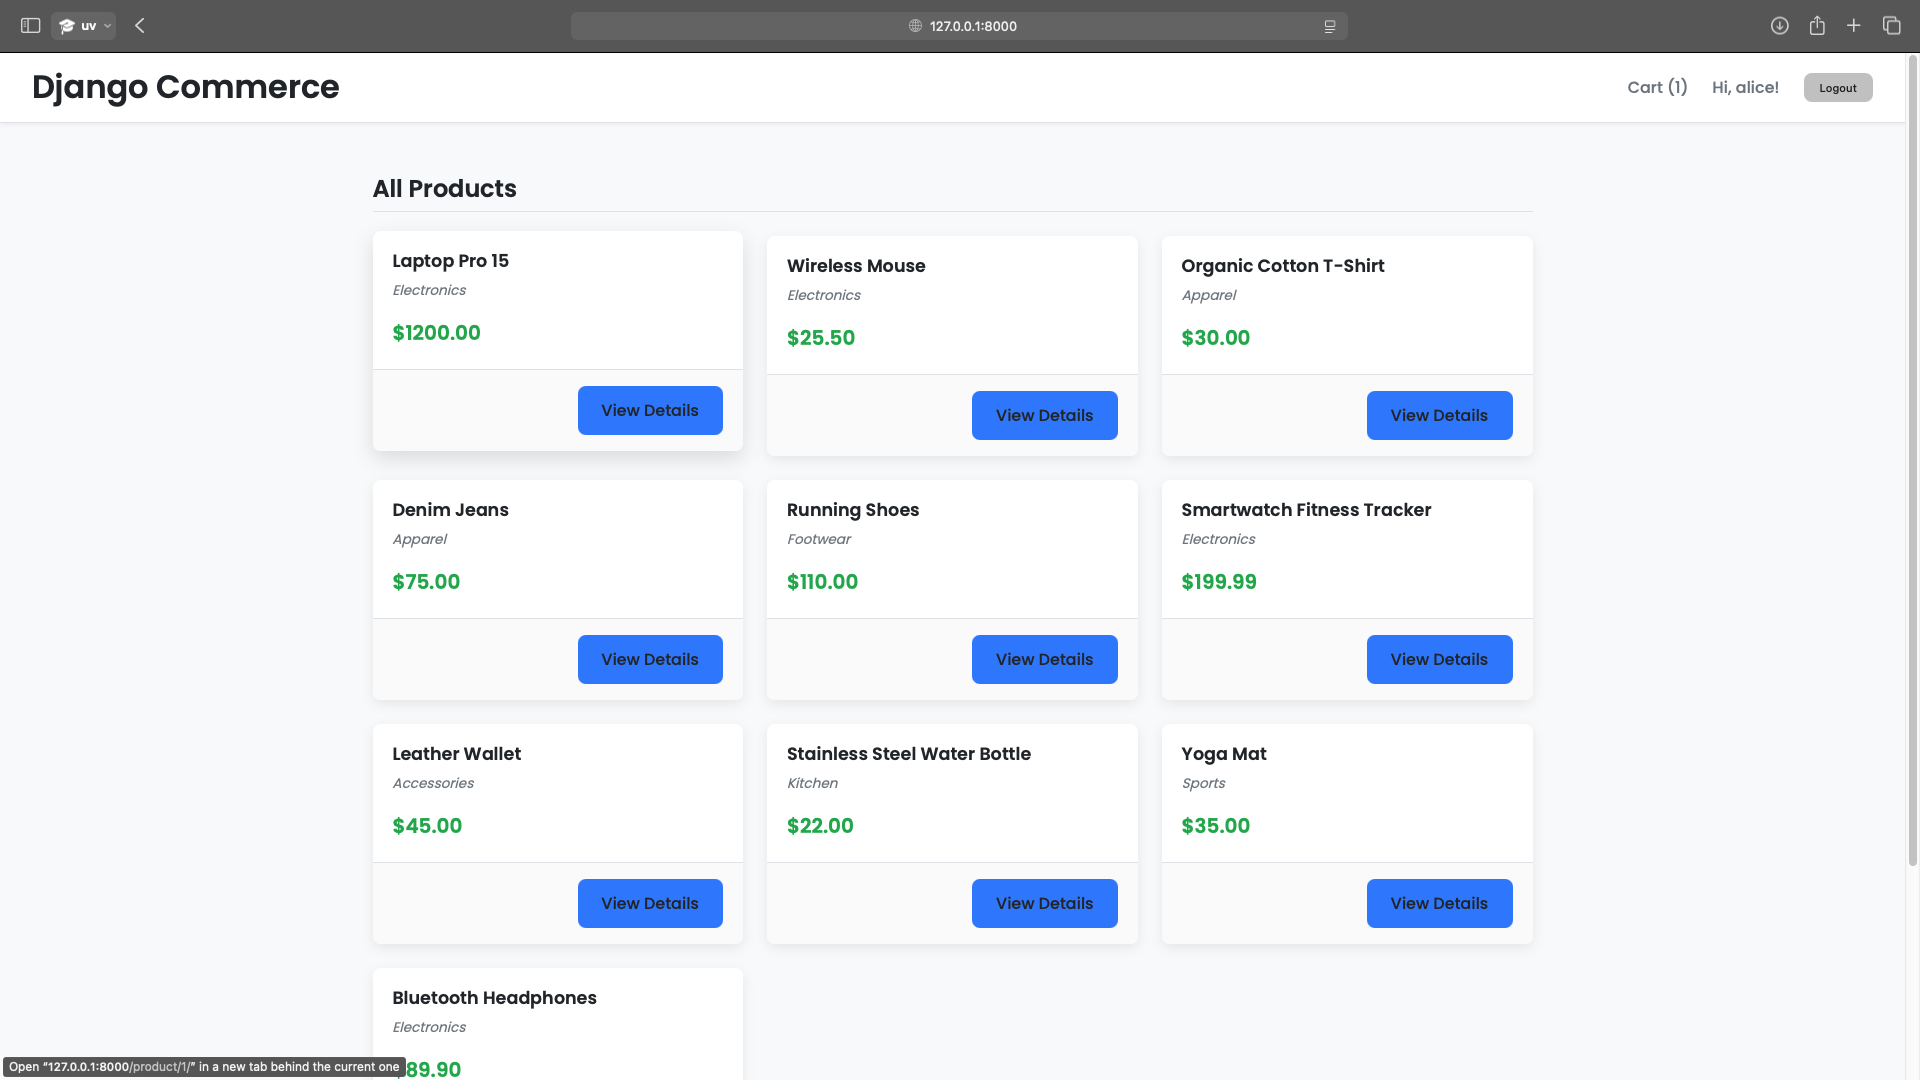 uv
127.0.0.1:8000
Django Commerce
Cart (1)
Hi, alice!
Logout
All Products
Laptop Pro 15
Electronics
$1200.00
View Details
Wireless Mouse
Electronics
$25.50
View Details
Organic Cotton T-Shirt
Apparel
$30.00
View Details
Denim Jeans
Apparel
$75.00
View Details
Running Shoes
Footwear
$110.00
View Details
Smartwatch Fitness Tracker
Electronics
$199.99
View Details
Leather Wallet
Accessories
$45.00
View Details
Stainless Steel Water Bottle
Kitchen
$22.00
View Details
Yoga Mat
Sports
$35.00
View Details
Bluetooth Headphones
Electronics
89.90
Open "127.0.0.1:8000/product/1/" in a new tab behind the current one